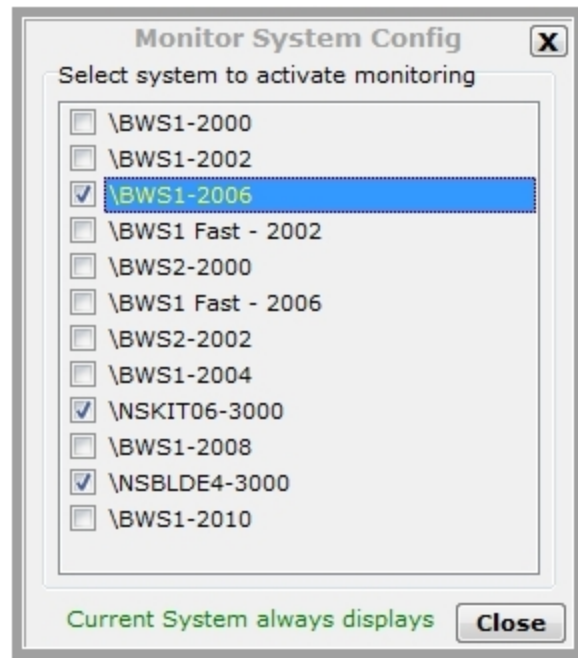 Monitor System Config
X
Select system to activate monitoring
\BWS1-2000
\BWS1-2002
\BWS1-2006
\BWS1 Fast - 2002
\BWS2-2000
\BWS1 Fast - 2006
\BWS2-2002
\BWS1-2004
\NSKIT06-3000
\BWS1-2008
\NSBLDE4-3000
\BWS1-2010
Current System always displays
Close